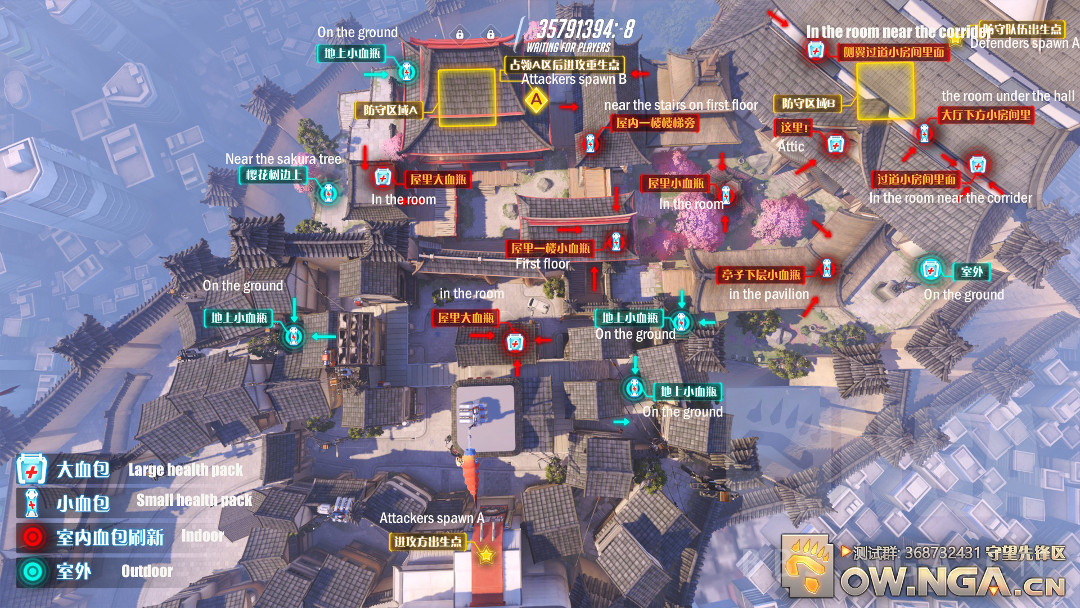 On the ground
地上小血瓶
35791394:-8
WAITING FOR PLAYERS
占领A区后进攻重生点
Attackers spawn B
A
防守区域A
In the room near the corrider
侧翼过道小房间里面
防守队伍出生点
Defenders spawn A
防守区域B
near the stairs on first floor
屋内一楼楼梯旁
这里!
Attic
the room under the hall
大厅下方小房间里
Near the sakura tree
樱花树边上
屋里大血瓶
In the room
屋里小血瓶
In the room
过道小房间里面
In the room near the corrider
屋里一楼小血瓶
First floor
亭子下层小血瓶
in the pavilion
室外
On the ground
On the ground
地上小血瓶
in the room
屋里大血瓶
地上小血瓶
On the ground
地上小血瓶
On the ground
大血包 Large health pack
小血包 Small health pack
室内血包刷新 Indoor
室外 Outdoor
Attackers spawn A
进攻方出生点
测试群: 368732431 守望先锋区
OW.NGA.CN